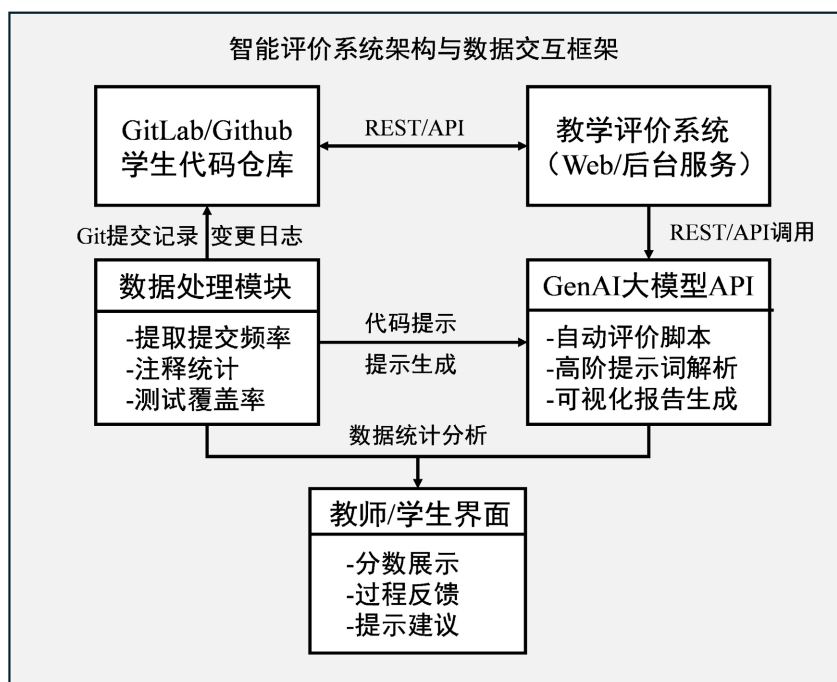 智能评价系统架构与数据交互框架
GitLab/Github
学生代码仓库
REST/API
教学评价系统
（Web/后台服务）
Git提交记录
变更日志
REST/API调用
数据处理模块
-提取提交频率
-注释统计
-测试覆盖率
代码提示
提示生成
GenAI大模型API
-自动评价脚本
-高阶提示词解析
-可视化报告生成
数据统计分析
教师/学生界面
-分数展示
-过程反馈
-提示建议